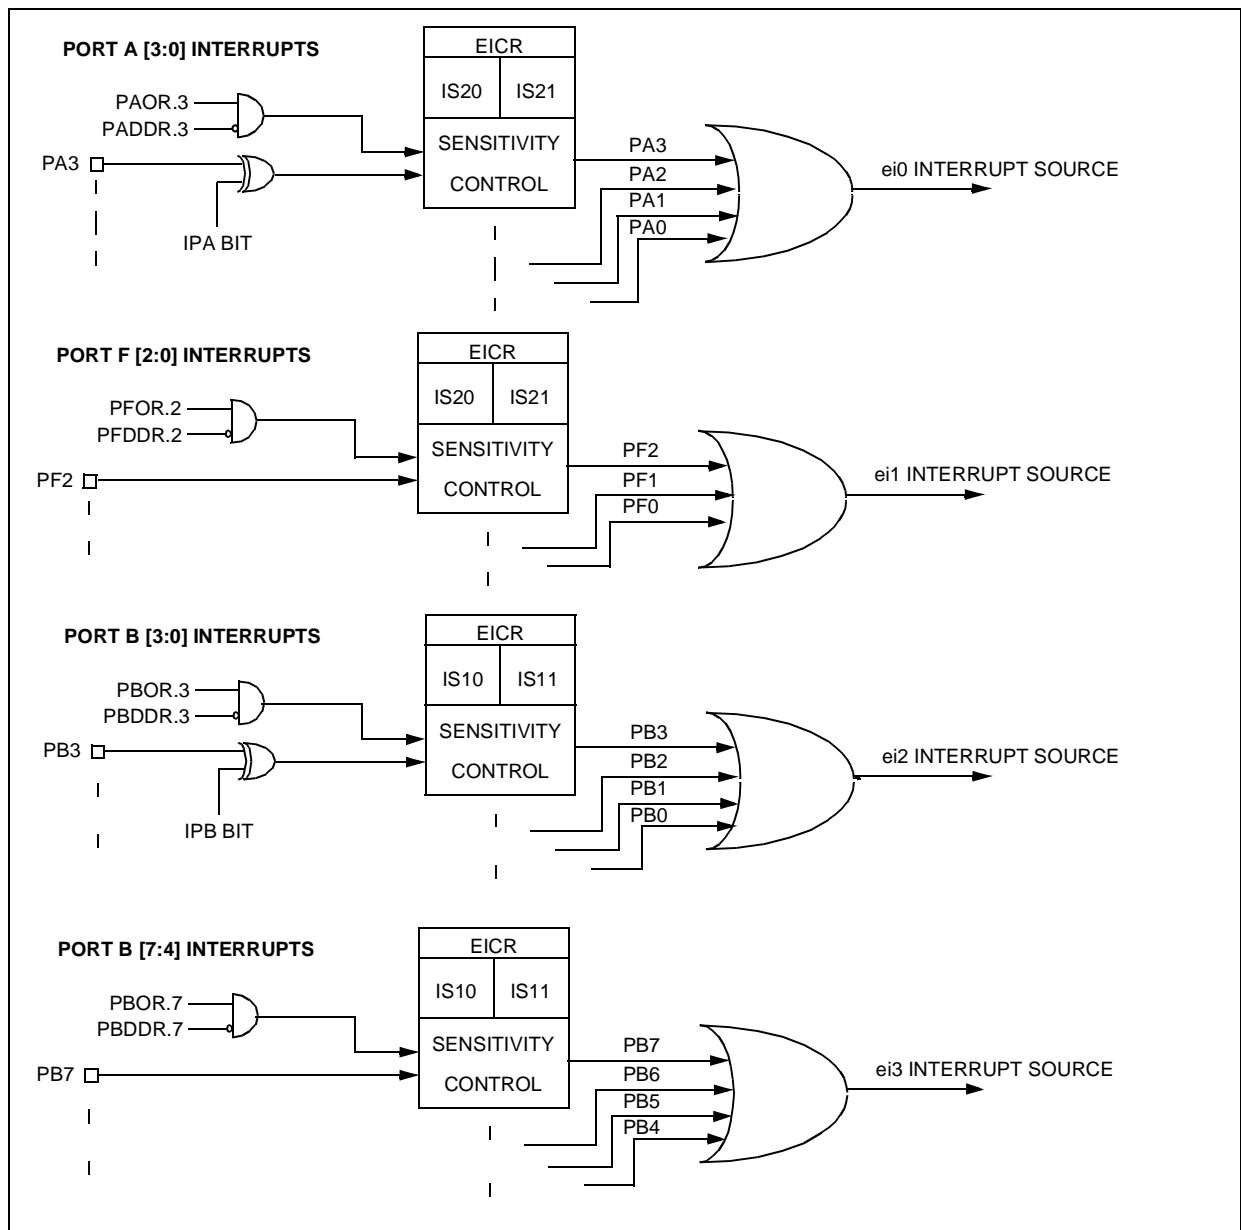 PORT A [3:0] INTERRUPTS
EICR
IS20 IS21
PAOR.3
PADDR.3
SENSITIVITY
CONTROL
PA3
IPA BIT
PA3
PA2
PA1
PA0
ei0 INTERRUPT SOURCE
PORT F [2:0] INTERRUPTS
EICR
IS20 IS21
PFOR.2
PFDDR.2
SENSITIVITY
CONTROL
PF2
PF2
PF1
PF0
ei1 INTERRUPT SOURCE
PORT B [3:0] INTERRUPTS
EICR
IS10 IS11
PBOR.3
PBDDR.3
SENSITIVITY
CONTROL
PB3
IPB BIT
PB3
PB2
PB1
PB0
ei2 INTERRUPT SOURCE
PORT B [7:4] INTERRUPTS
EICR
IS10 IS11
PBOR.7
PBDDR.7
SENSITIVITY
CONTROL
PB7
PB7
PB6
PB5
PB4
ei3 INTERRUPT SOURCE